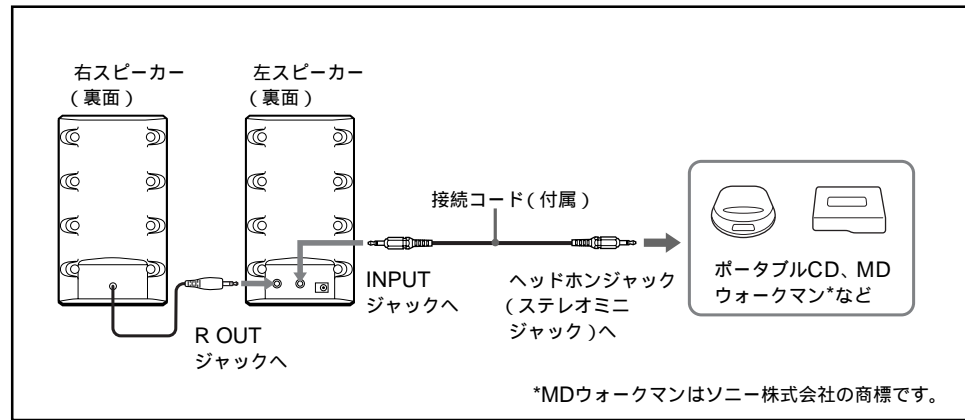 右スピーカー
(裏面)
左スピーカー
(裏面)
接続コード(付属)
INPUT
ジャックへ
R OUT
ジャックへ
ヘッドホンジャック
(ステレオミニ
ジャック)へ
ポータブルCD、MD
ウォークマン*など
*MDウォークマンはソニー株式会社の商標です。